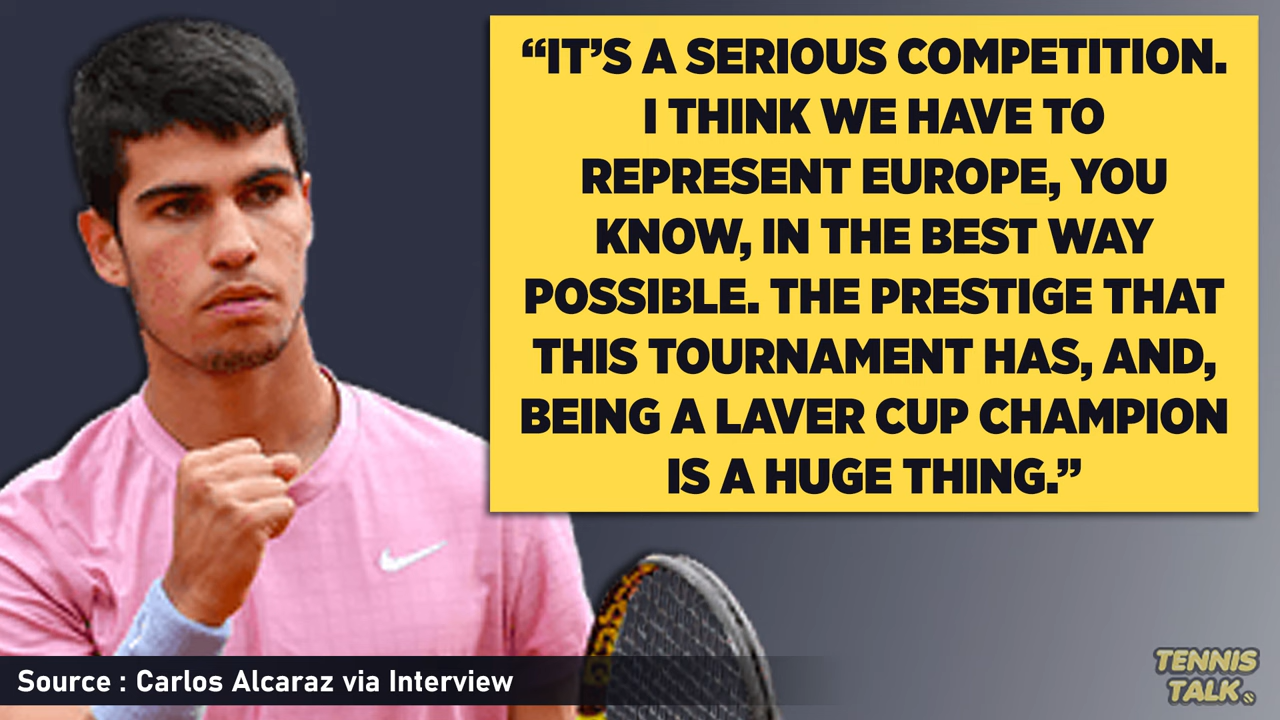 “IT’S A SERIOUS COMPETITION.
I THINK WE HAVE TO
REPRESENT EUROPE, YOU
KNOW, IN THE BEST WAY
POSSIBLE. THE PRESTIGE THAT
THIS TOURNAMENT HAS, AND,
BEING A LAVER CUP CHAMPION
IS A HUGE THING.”
Source : Carlos Alcaraz via Interview
TENNIS
TALK